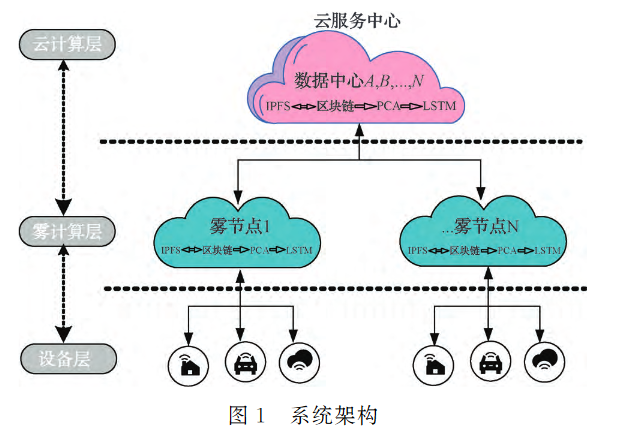 云服务中心
云计算层
数据中心A,B,...,N
IPFS⇔区块链⇒PCA⇒LSTM
雾计算层
雾节点1
IPFS⇔区块链⇒PCA⇒LSTM
...雾节点N
IPFS⇔区块链⇒PCA⇒LSTM
设备层
图1 系统架构